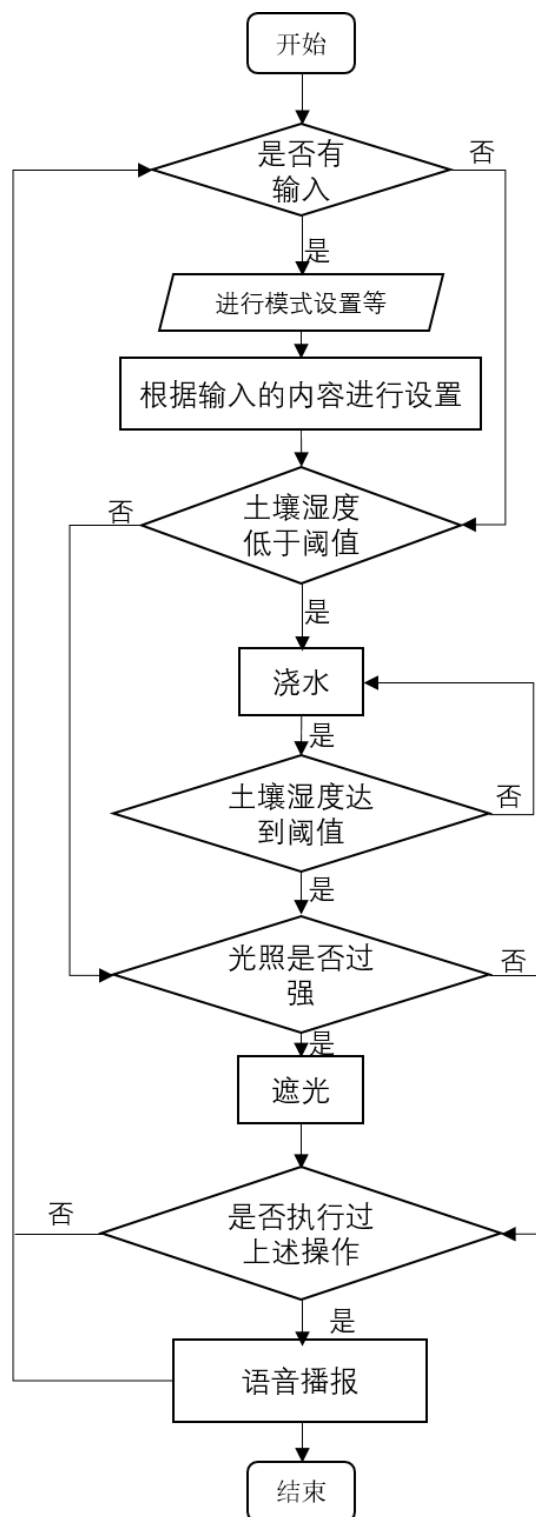 开始
是否有
输入
否
是
进行模式设置等
根据输入的内容进行设置
否
土壤湿度
低于阈值
是
浇水
是
土壤湿度达
到阈值
否
是
光照是否过
强
否
是
遮光
否
是否执行过
上述操作
是
语音播报
结束